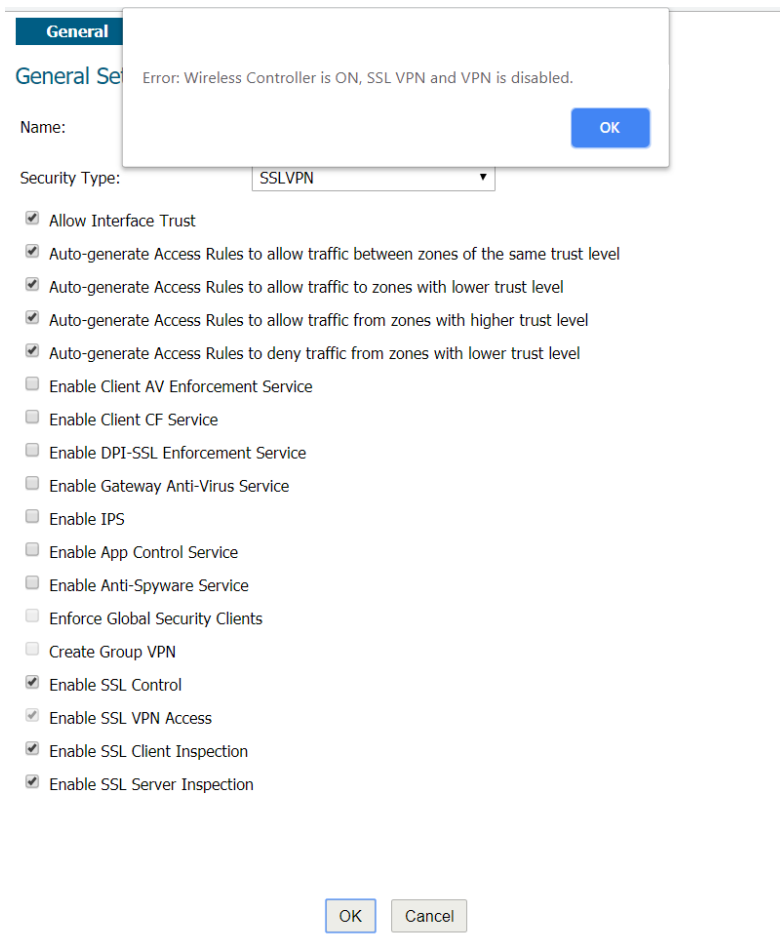 General
General Se
Error: Wireless Controller is ON, SSL VPN and VPN is disabled.
OK
Name:
Security Type:
SSLVPN
Allow Interface Trust
Auto-generate Access Rules to allow traffic between zones of the same trust level
Auto-generate Access Rules to allow traffic to zones with lower trust level
Auto-generate Access Rules to allow traffic from zones with higher trust level
Auto-generate Access Rules to deny traffic from zones with lower trust level
Enable Client AV Enforcement Service
Enable Client CF Service
Enable DPI-SSL Enforcement Service
Enable Gateway Anti-Virus Service
Enable IPS
Enable App Control Service
Enable Anti-Spyware Service
Enforce Global Security Clients
Create Group VPN
Enable SSL Control
Enable SSL VPN Access
Enable SSL Client Inspection
Enable SSL Server Inspection
OK
Cancel